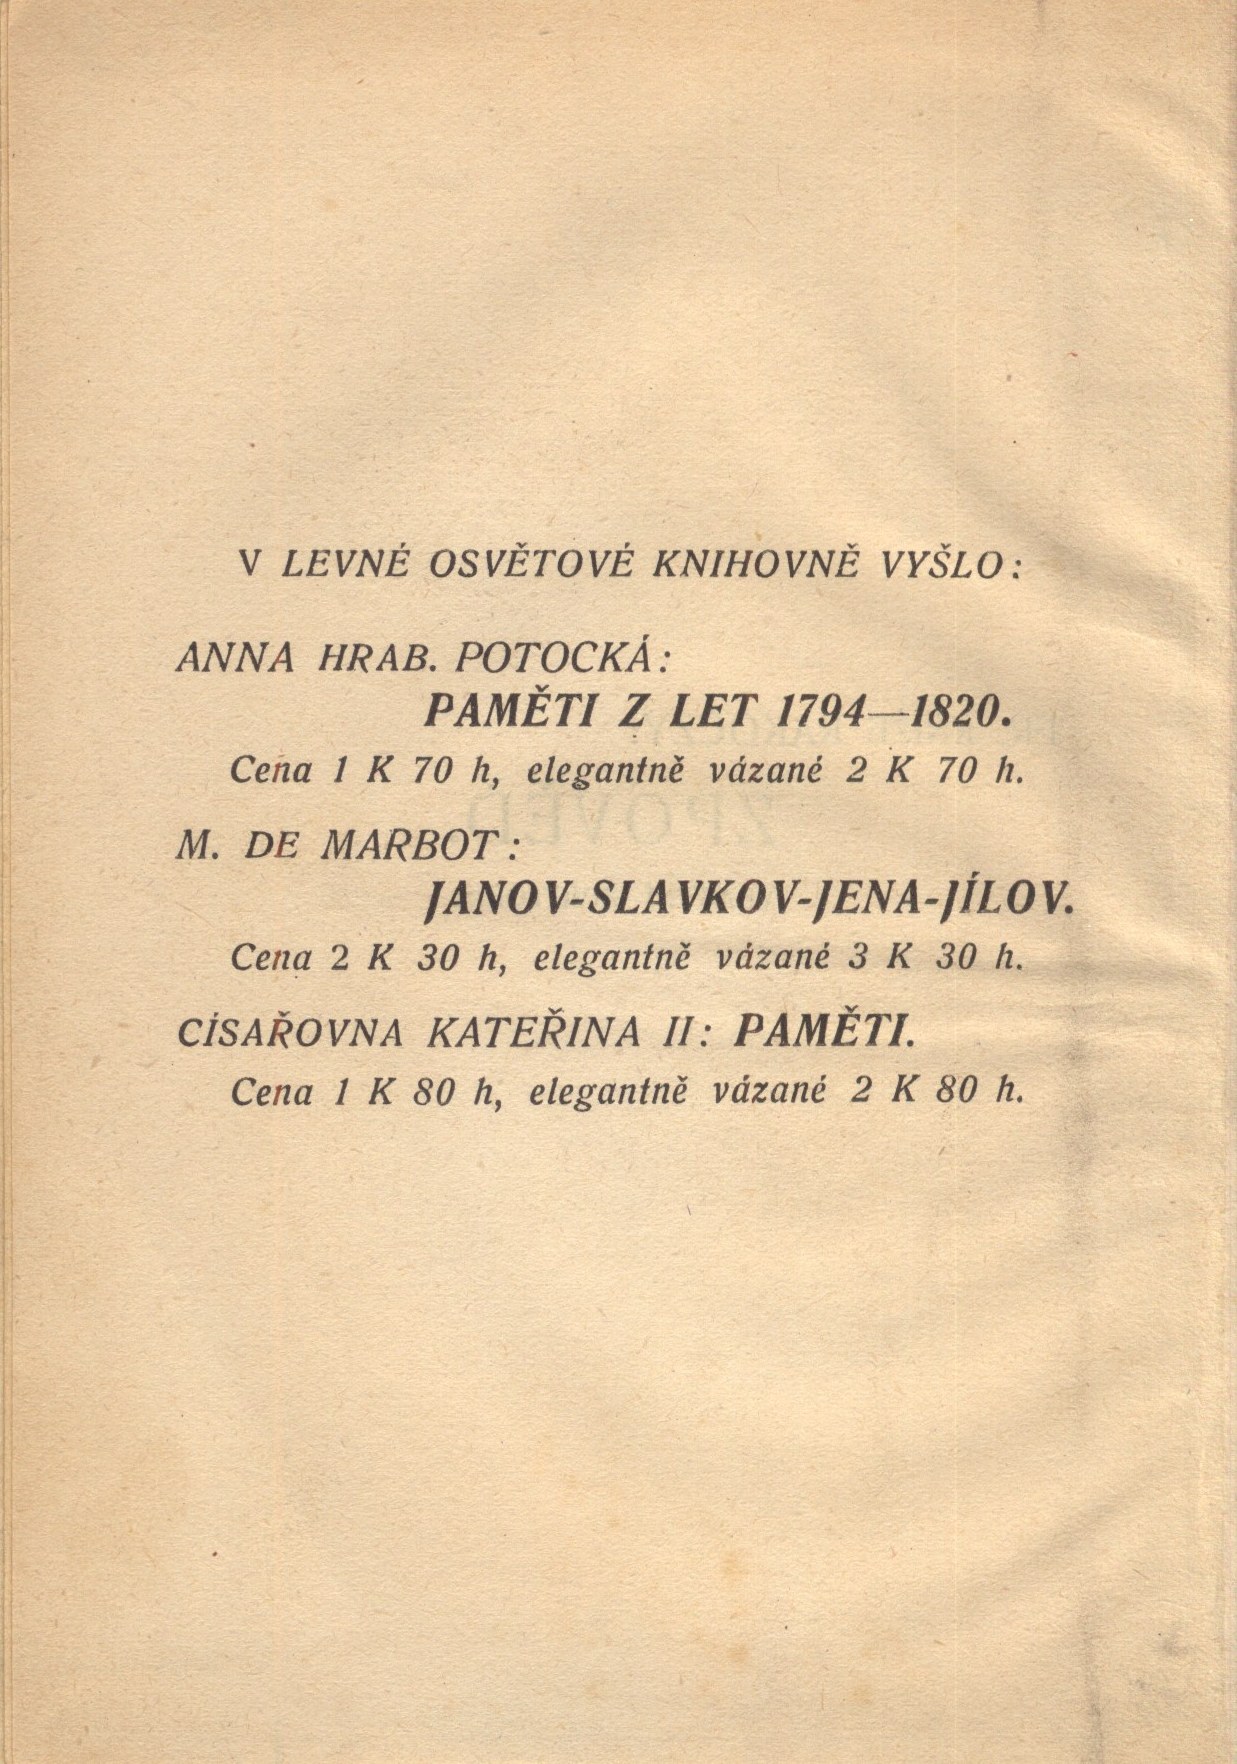 V LEVNÉ OSVĚTOVÉ KNIHOVNĚ VYŠLO:
ANNA HRAB. POTOCKÁ:
PAMĚTI Z LET 1794—1820.
Cena 1 K 70 h, elegantně vázané 2 K 70 h.
M. DE MARBOT:
JANOV-SLAVKOV-JENA-JÍLOV.
Cena 2 K 30 h, elegantně vázané 3 K 30 h.
CÍSAŘOVNA KATEŘINA II: PAMĚTI.
Cena 1 K 80 h, elegantně vázané 2 K 80 h.